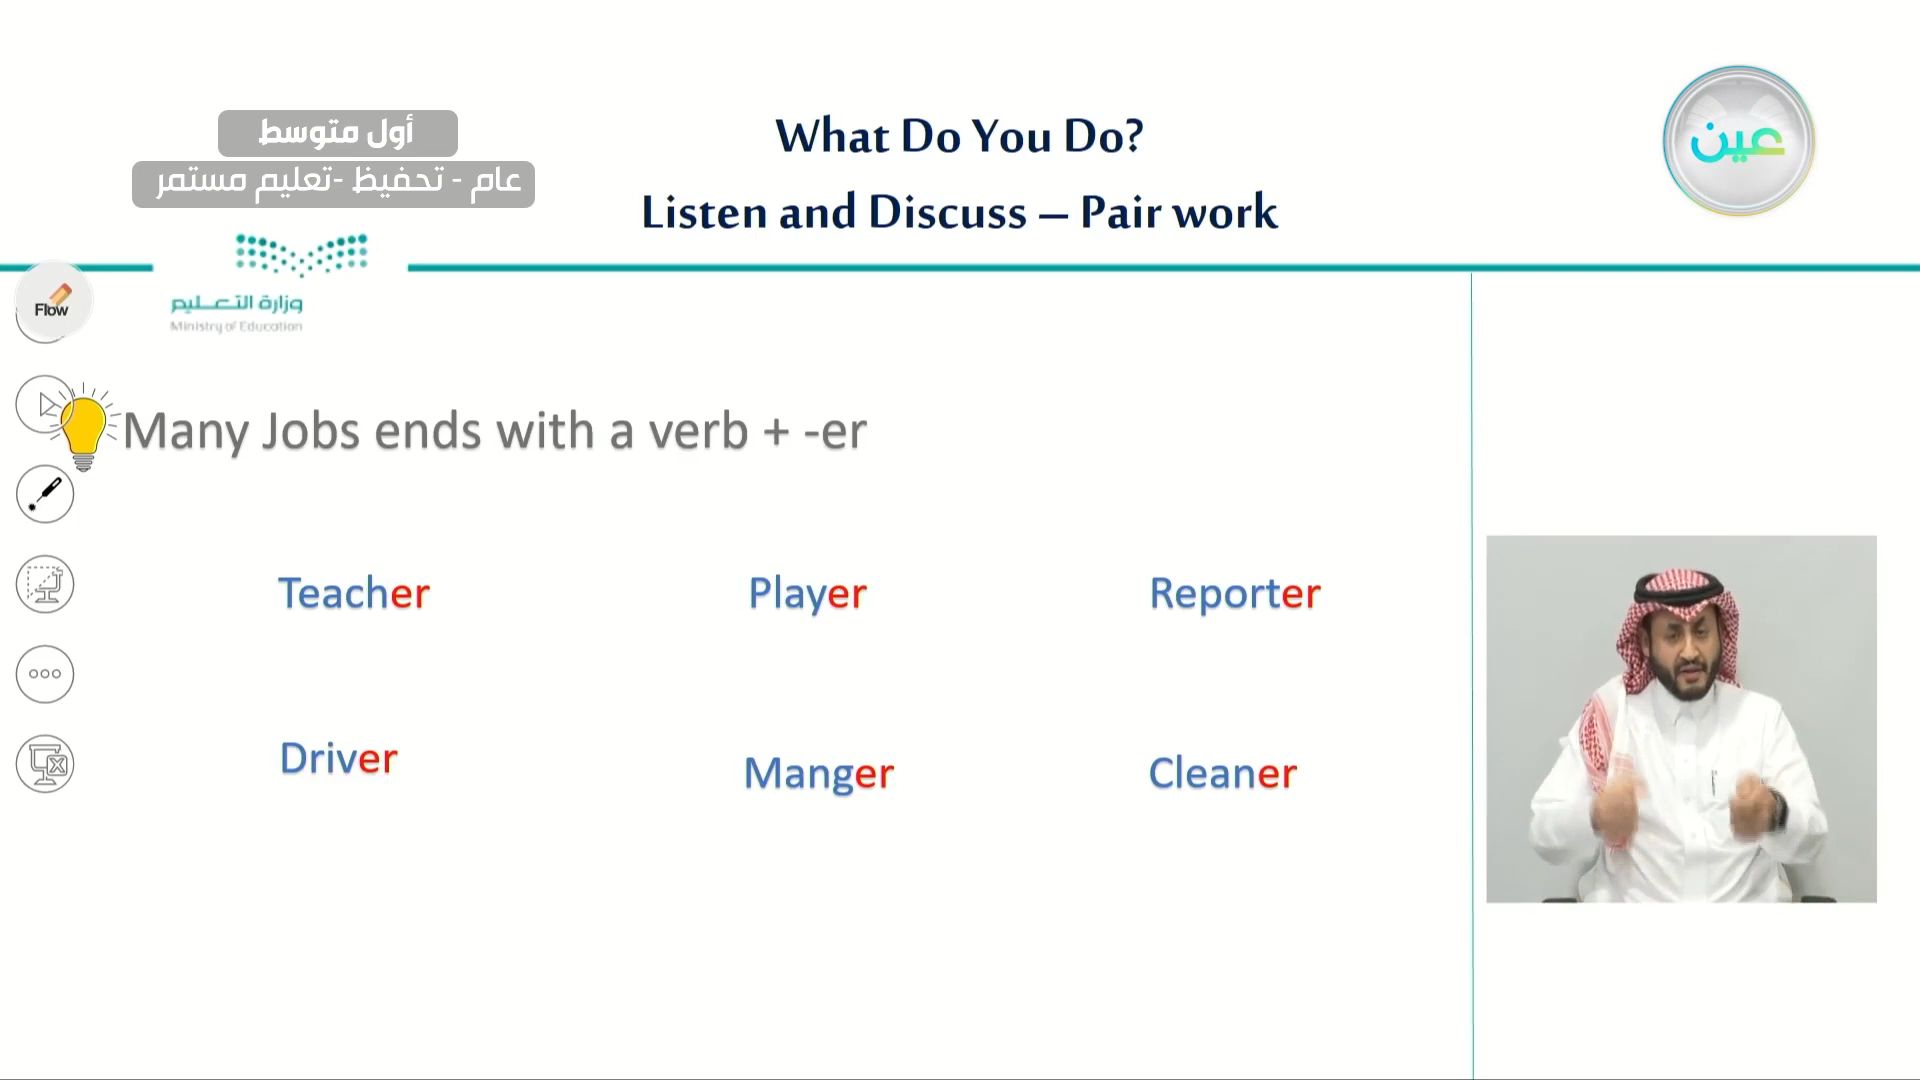 أول متوسط
عام - تحفيظ -تعليم مستمر
What Do You Do?
Listen and Discuss – Pair work
عين
وزارة التعليم
Ministry of Education
Flow
Many Jobs ends with a verb + -er
Teacher
Player
Reporter
Driver
Manger
Cleaner